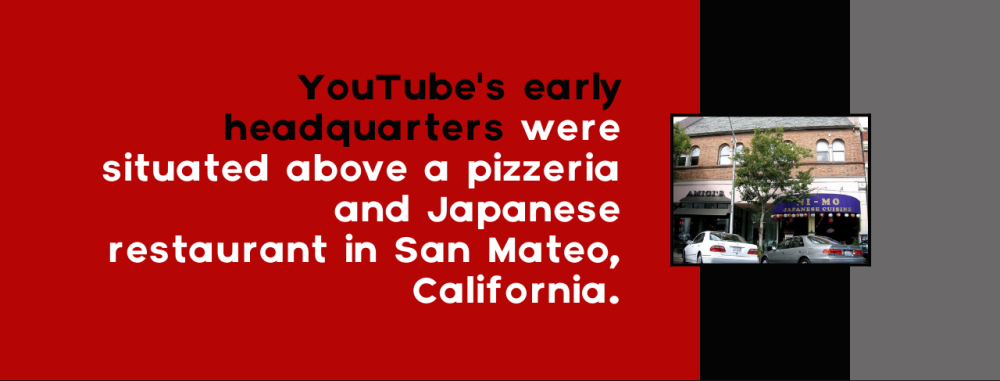 YouTube's early
headquarters were
situated above a pizzeria
and Japanese
restaurant in San Mateo,
California.
AMICI'S
NI-MO
JAPANESE CUISINE